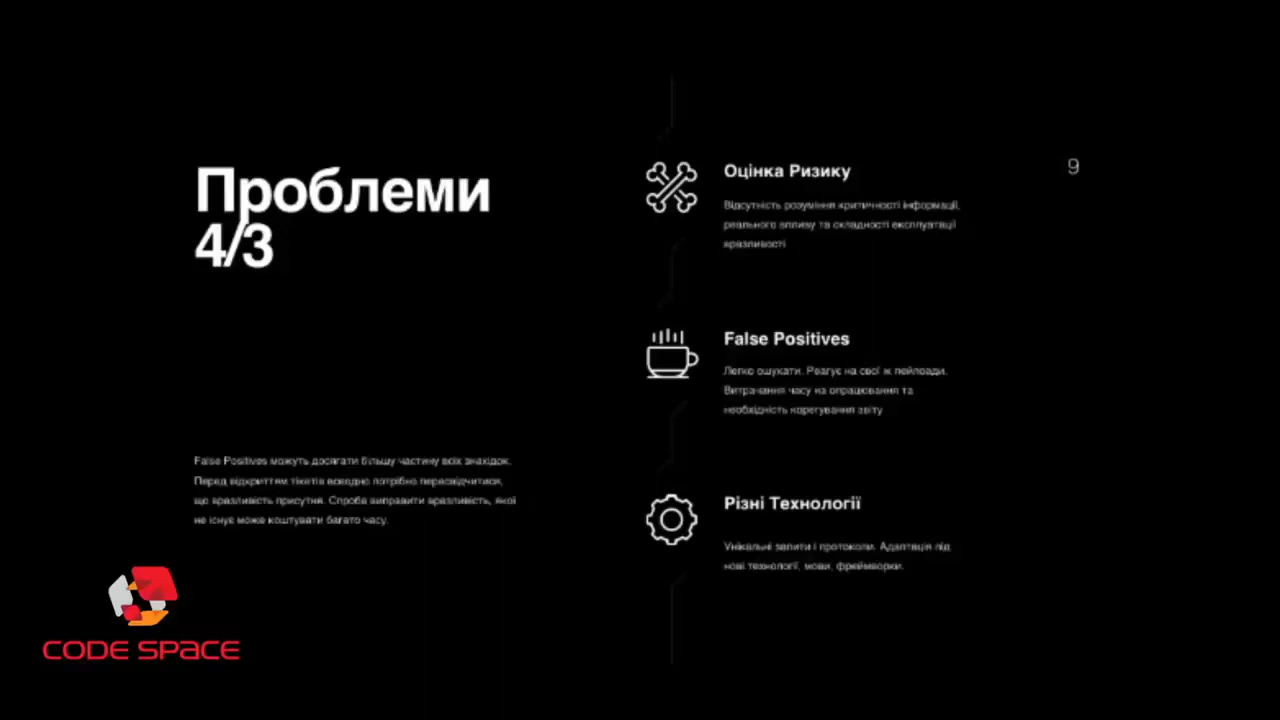 Проблеми
4/3
False Positives можуть досягати більшу частину всіх знахідок.
Перед відкриттям тікетів всеодно потрібно пересвідчитися,
що вразливість присутня. Спроба виправити вразливість, якої
не існує може коштувати багато часу.
Оцінка Ризику
Відсутність розуміння критичності інформації,
реального впливу та складності експлуатації
вразливості
False Positives
Легко ошукати. Реагує на свої ж пейлоади.
Витрачання часу на опрацювання та
необхідність корегування звіту
Різні Технології
Унікальні запити і протоколи. Адаптація під
нові технології, мови, фреймворки.
9
CODE SPACE